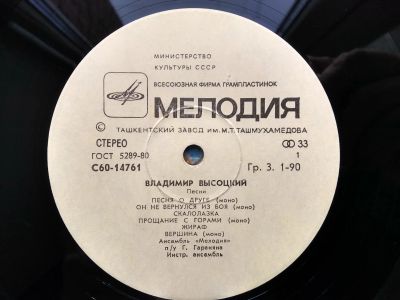 МИНИСТЕРСТВО
КУЛЬТУРЫ СССР
ВСЕСОЮЗНАЯ ФИРМА ГРАМПЛАСТИНОК
МЕЛОДИЯ
© ТАШКЕНТСКИЙ ЗАВОД им. М.Т. ТАШМУХАМЕДОВА
СТЕРЕО 33
ГОСТ 5289-80 1
С60-14761 Гр. 3. 1-90
ВЛАДИМИР ВЫСОЦКИЙ
Песни
ПЕСНЯ О ДРУГЕ (моно)
ОН НЕ ВЕРНУЛСЯ ИЗ БОЯ (моно)
СКАЛОЛАЗКА
ПРОЩАНИЕ С ГОРАМИ (моно)
ЖИРАФ
ВЕРШИНА (моно)
Ансамбль «Мелодия»
п/у Г. Гараняна
Инстр. ансамбль